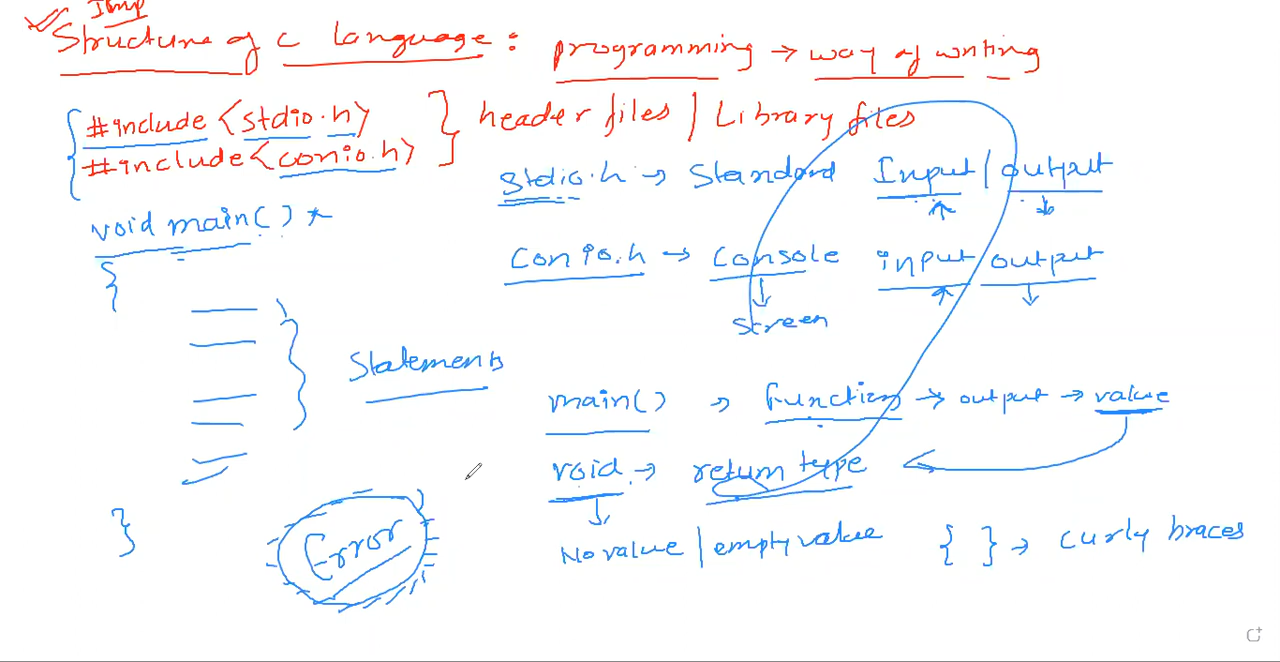 Imp
Structure of c language : programming → way of writing
{ #include <stdio.h> } header files / Library files
#include<conio.h>
stdio.h → Standard Input/output
void main() *
Conio.h → Console input output
{
Screen
Statements
main() → function → output → value
void → return type
}
Error
No value / empty value { } → curly braces